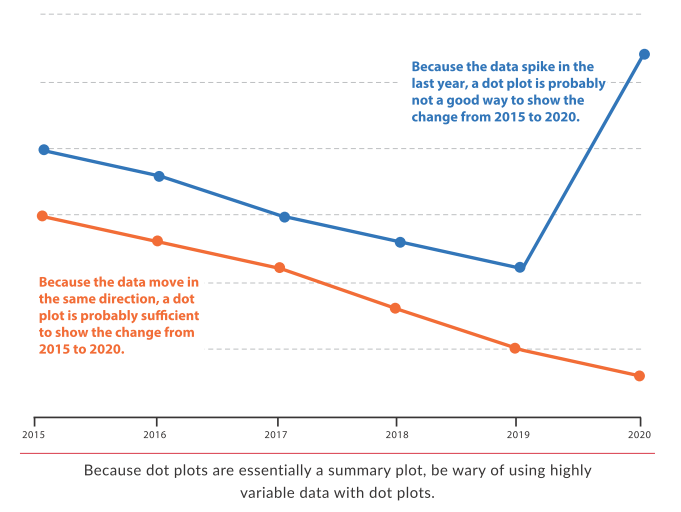 Because the data spike in the
last year, a dot plot is probably
not a good way to show the
change from 2015 to 2020.
Because the data move in
the same direction, a dot
plot is probably sufficient
to show the change from
2015 to 2020.
2015 2016 2017 2018 2019 2020
Because dot plots are essentially a summary plot, be wary of using highly
variable data with dot plots.